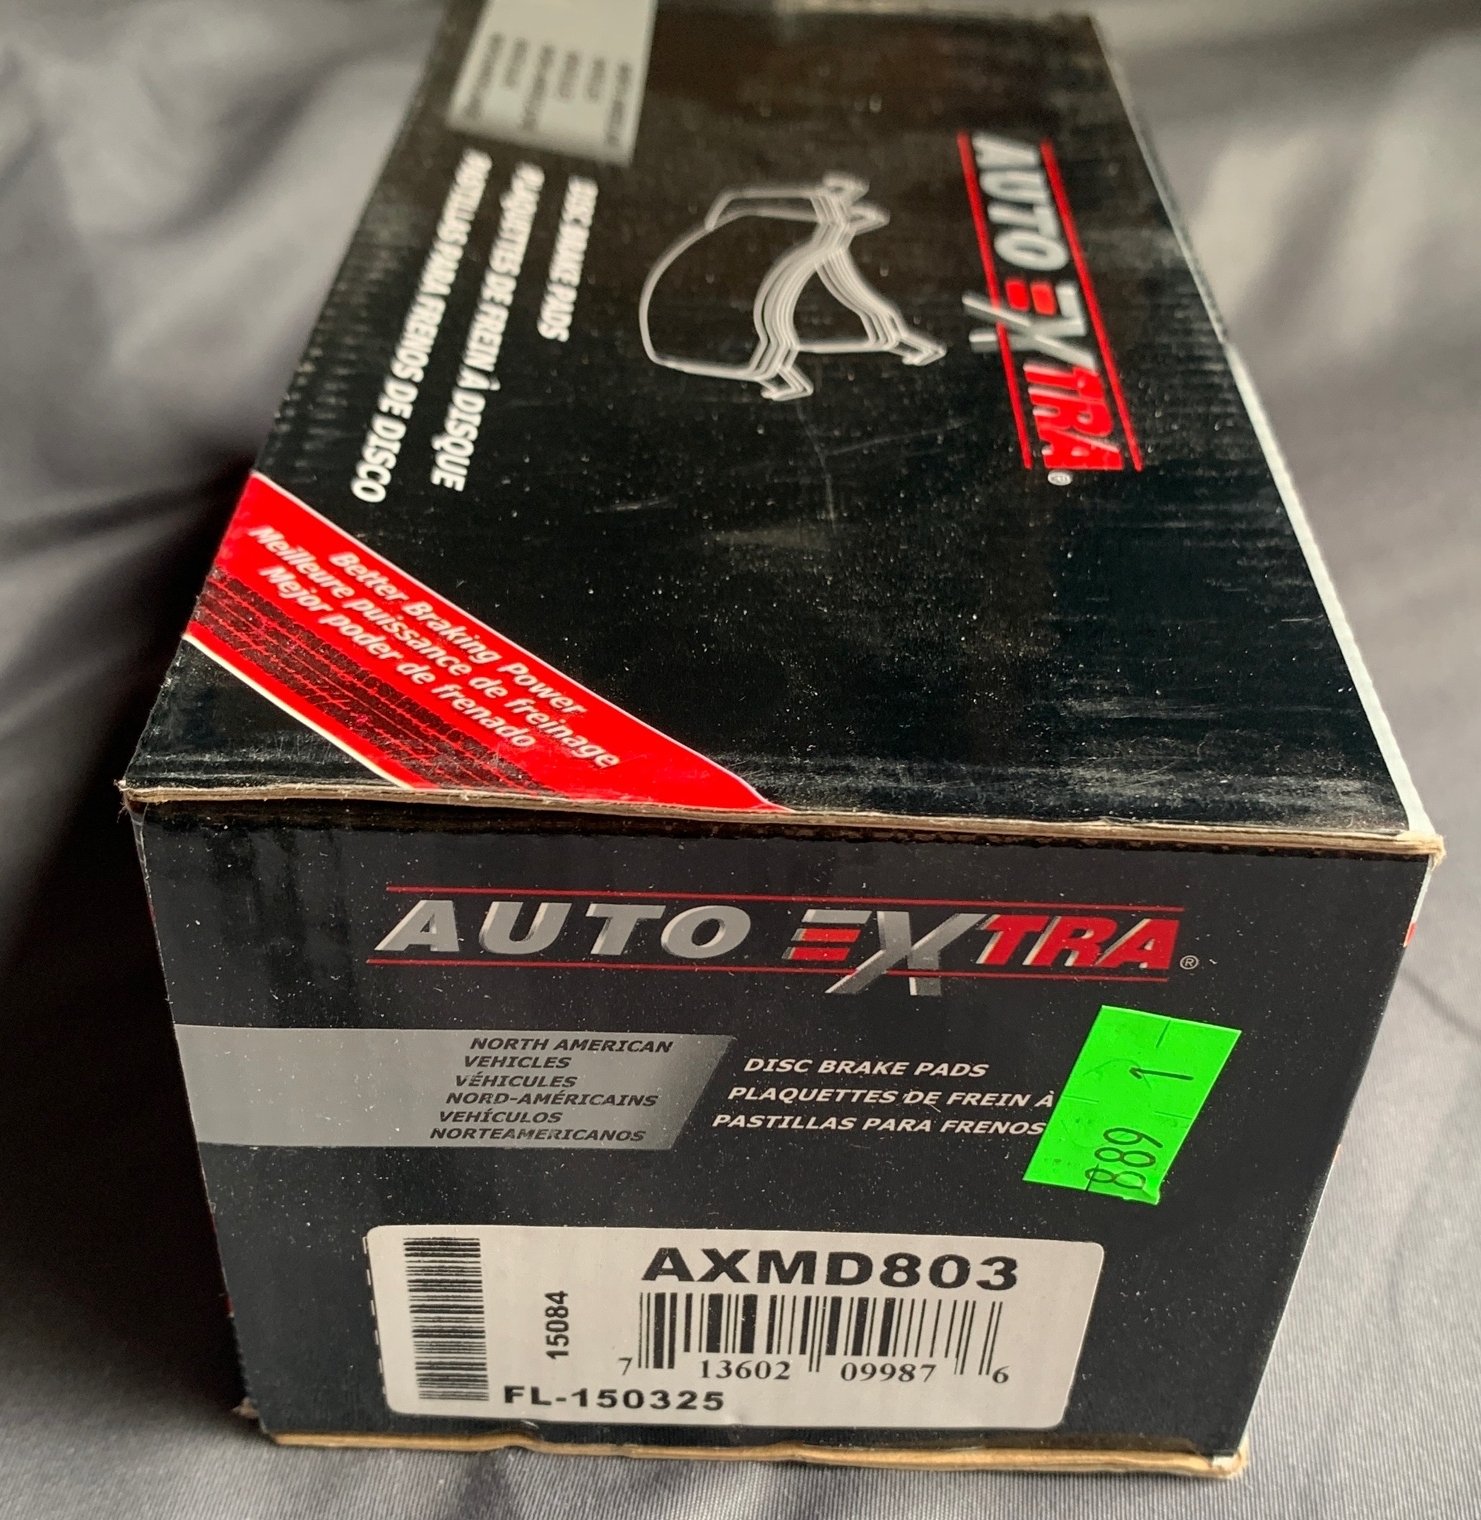 AUTO EXTRA®
DISC BRAKE PADS
PLAQUETTES DE FREIN À DISQUE
PASTILLAS PARA FRENOS DE DISCO
Better Braking Power
Meilleure puissance de freinage
Mejor poder de frenado
AUTO EXTRA®
NORTH AMERICAN
VEHICLES
VÉHICULES
NORD-AMÉRICAINS
VEHÍCULOS
NORTEAMERICANOS
DISC BRAKE PADS
PLAQUETTES DE FREIN À
PASTILLAS PARA FRENOS
889 1
AXMD803
15084
7 13602 09987 6
FL-150325